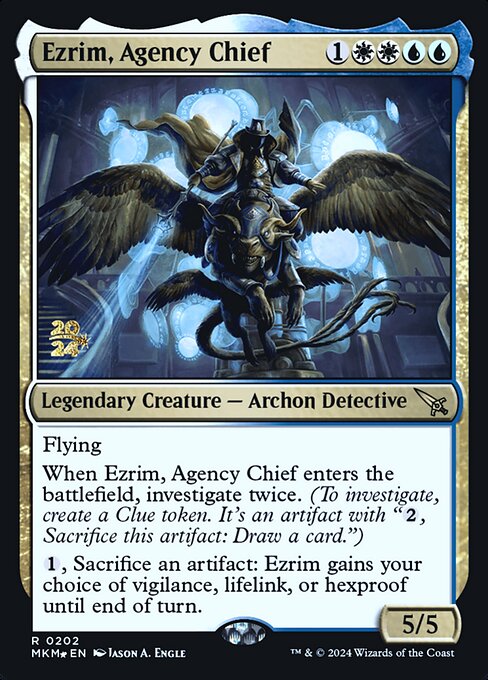 Ezrim, Agency Chief 1
2024
Legendary Creature — Archon Detective
Flying
When Ezrim, Agency Chief enters the
battlefield, investigate twice. (To investigate,
create a Clue token. It's an artifact with “2,
Sacrifice this artifact: Draw a card.”)
1, Sacrifice an artifact: Ezrim gains your
choice of vigilance, lifelink, or hexproof
until end of turn.
5/5
R 0202
MKM★EN Jason A. Engle ™ & © 2024 Wizards of the Coast